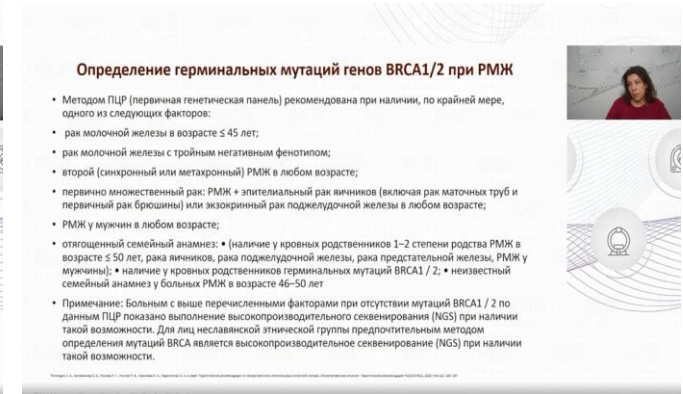 Определение герминальных мутаций генов BRCA1/2 при РМЖ
• Методом ПЦР (первичная генетическая панель) рекомендована при наличии, по крайней мере,
одного из следующих факторов:
• рак молочной железы в возрасте ≤ 45 лет;
• рак молочной железы с тройным негативным фенотипом;
• второй (синхронный или метахронный) РМЖ в любом возрасте;
• первично множественный рак: РМЖ + эпителиальный рак яичников (включая рак маточных труб и
первичный рак брюшины) или экзокринный рак поджелудочной железы в любом возрасте;
• РМЖ у мужчин в любом возрасте;
• отягощенный семейный анамнез: • (наличие у кровных родственников 1–2 степени родства РМЖ в
возрасте ≤ 50 лет, рака яичников, рака поджелудочной железы, рака предстательной железы, РМЖ у
мужчины); • наличие у кровных родственников герминальных мутаций BRCA1 / 2; • неизвестный
семейный анамнез у больных РМЖ в возрасте 46–50 лет
• Примечание: Больным с выше перечисленными факторами при отсутствии мутаций BRCA1 / 2 по
данным ПЦР показано выполнение высокопроизводительного секвенирования (NGS) при наличии
такой возможности. Для лиц неславянской этнической группы предпочтительным методом
определения мутаций BRCA является высокопроизводительное секвенирование (NGS) при наличии
такой возможности.